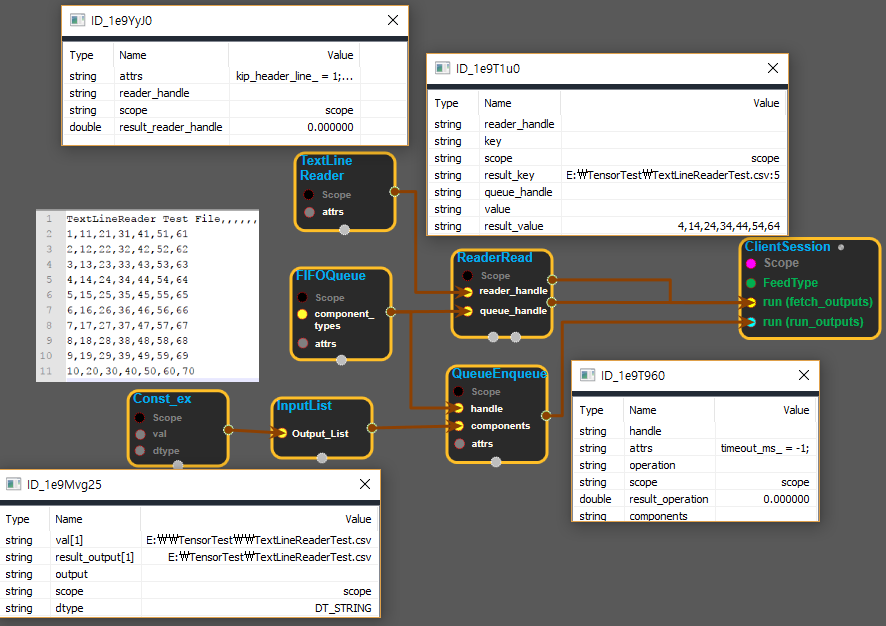 ID_1e9YyJ0
Type Name Value
string attrs kip_header_line_ = 1;...
string reader_handle
string scope scope
double result_reader_handle 0.000000
ID_1e9T1u0
Type Name Value
string reader_handle
string key
string scope scope
string result_key E:₩TensorTest₩TextLineReaderTest.csv:5
string queue_handle
string value
string result_value 4,14,24,34,44,54,64
TextLine
Reader
Scope
attrs
1 TextLineReader Test File,,,,,,
2 1,11,21,31,41,51,61
3 2,12,22,32,42,52,62
4 3,13,23,33,43,53,63
5 4,14,24,34,44,54,64
6 5,15,25,35,45,55,65
7 6,16,26,36,46,56,66
8 7,17,27,37,47,57,67
9 8,18,28,38,48,58,68
10 9,19,29,39,49,59,69
11 10,20,30,40,50,60,70
FIFOQueue
Scope
component_
types
attrs
ReaderRead
Scope
reader_handle
queue_handle
ClientSession
Scope
FeedType
run (fetch_outputs)
run (run_outputs)
Const_ex
Scope
val
dtype
InputList
Output_List
QueueEnqueue
Scope
handle
components
attrs
ID_1e9T960
Type Name Value
string handle
string attrs timeout_ms_ = -1;
string operation
string scope scope
double result_operation 0.000000
string components
ID_1e9Mvg25
Type Name Value
string val[1] E:₩₩TensorTest₩₩TextLineReaderTest.csv
string result_output[1] E:₩TensorTest₩TextLineReaderTest.csv
string output
string scope scope
string dtype DT_STRING